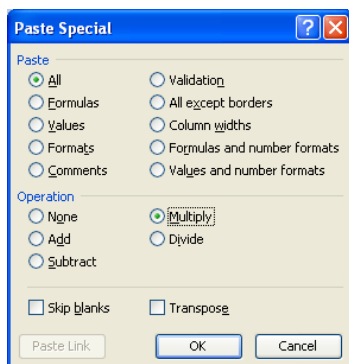 Paste Special
Paste
All
Validation
Formulas
All except borders
Values
Column widths
Formats
Formulas and number formats
Comments
Values and number formats
Operation
None
Multiply
Add
Divide
Subtract
Skip blanks
Transpose
Paste Link
OK
Cancel